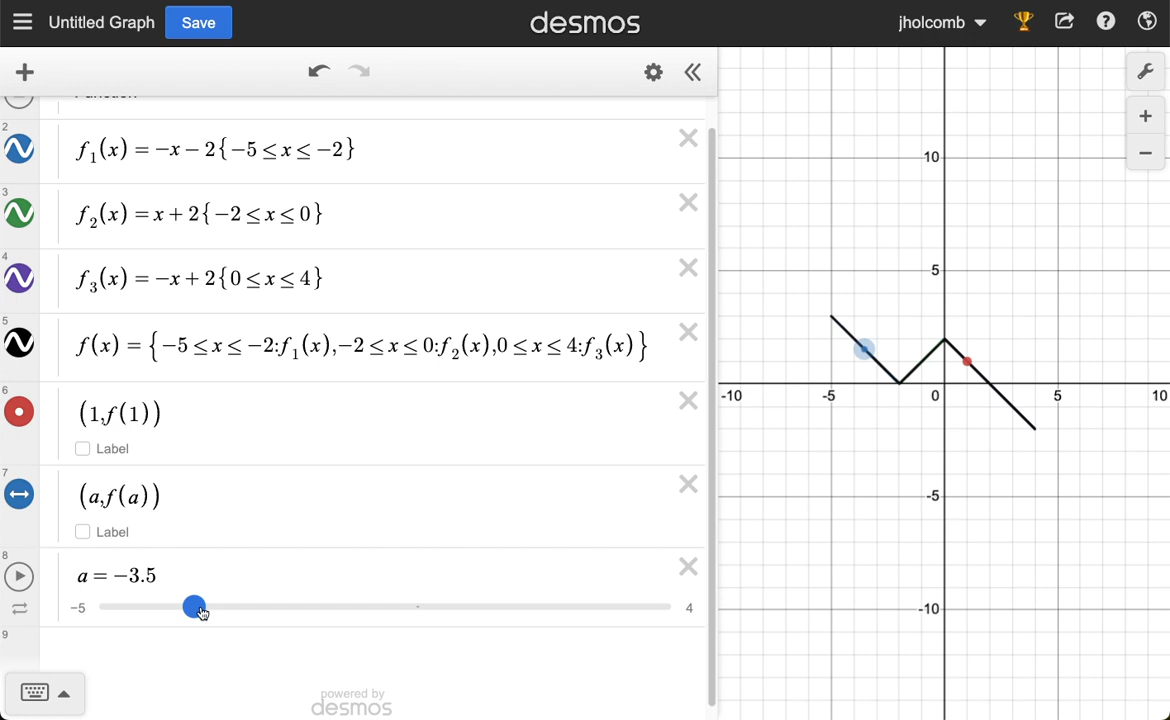 Untitled Graph Save desmos jholcomb
2
f₁(x) = −x − 2{−5 ≤ x ≤ −2}
3
f₂(x) = x + 2{−2 ≤ x ≤ 0}
4
f₃(x) = −x + 2{0 ≤ x ≤ 4}
5
f(x) = {−5 ≤ x ≤ −2:f₁(x),−2 ≤ x ≤ 0:f₂(x),0 ≤ x ≤ 4:f₃(x)}
6
(1,f(1))
Label
7
(a,f(a))
Label
8
a = −3.5
−5 4
9
powered by
desmos
10
5
-10 -5 0 5 10
-5
-10